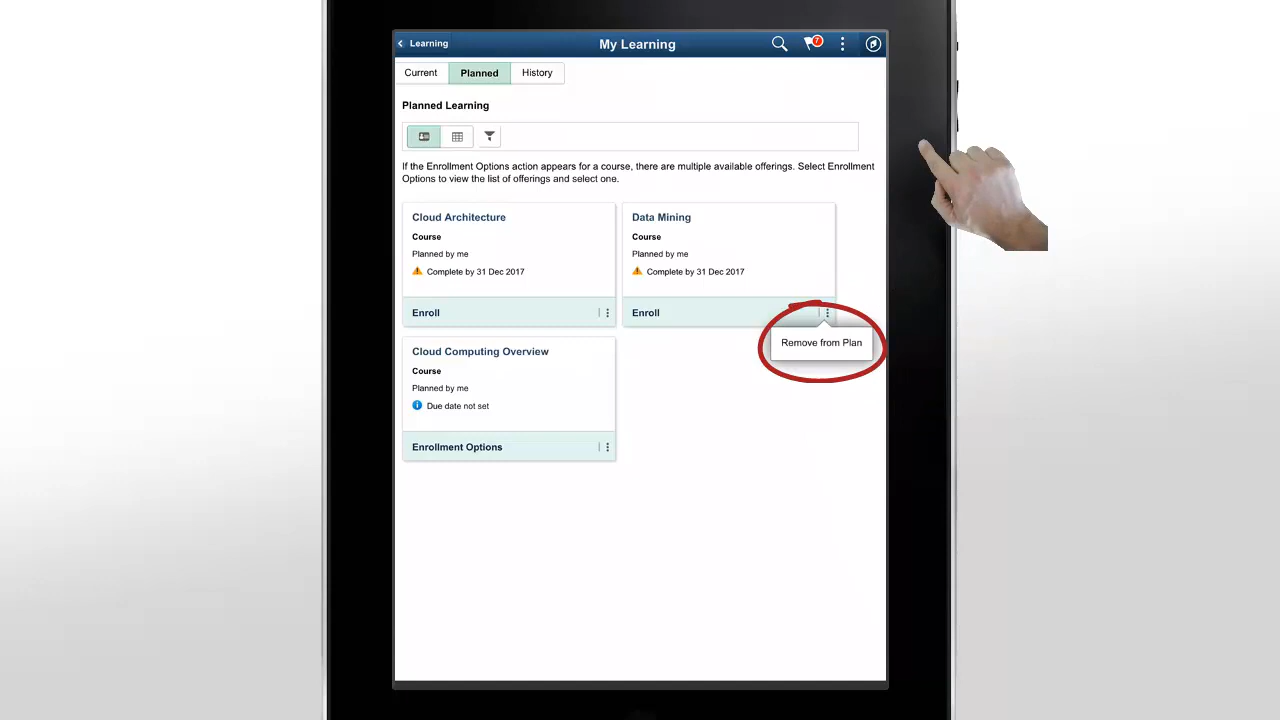 Learning
My Learning
7
Current
Planned
History
Planned Learning
If the Enrollment Options action appears for a course, there are multiple available offerings. Select Enrollment
Options to view the list of offerings and select one.
Cloud Architecture
Course
Planned by me
Complete by 31 Dec 2017
Enroll
Data Mining
Course
Planned by me
Complete by 31 Dec 2017
Enroll
Remove from Plan
Cloud Computing Overview
Course
Planned by me
Due date not set
Enrollment Options